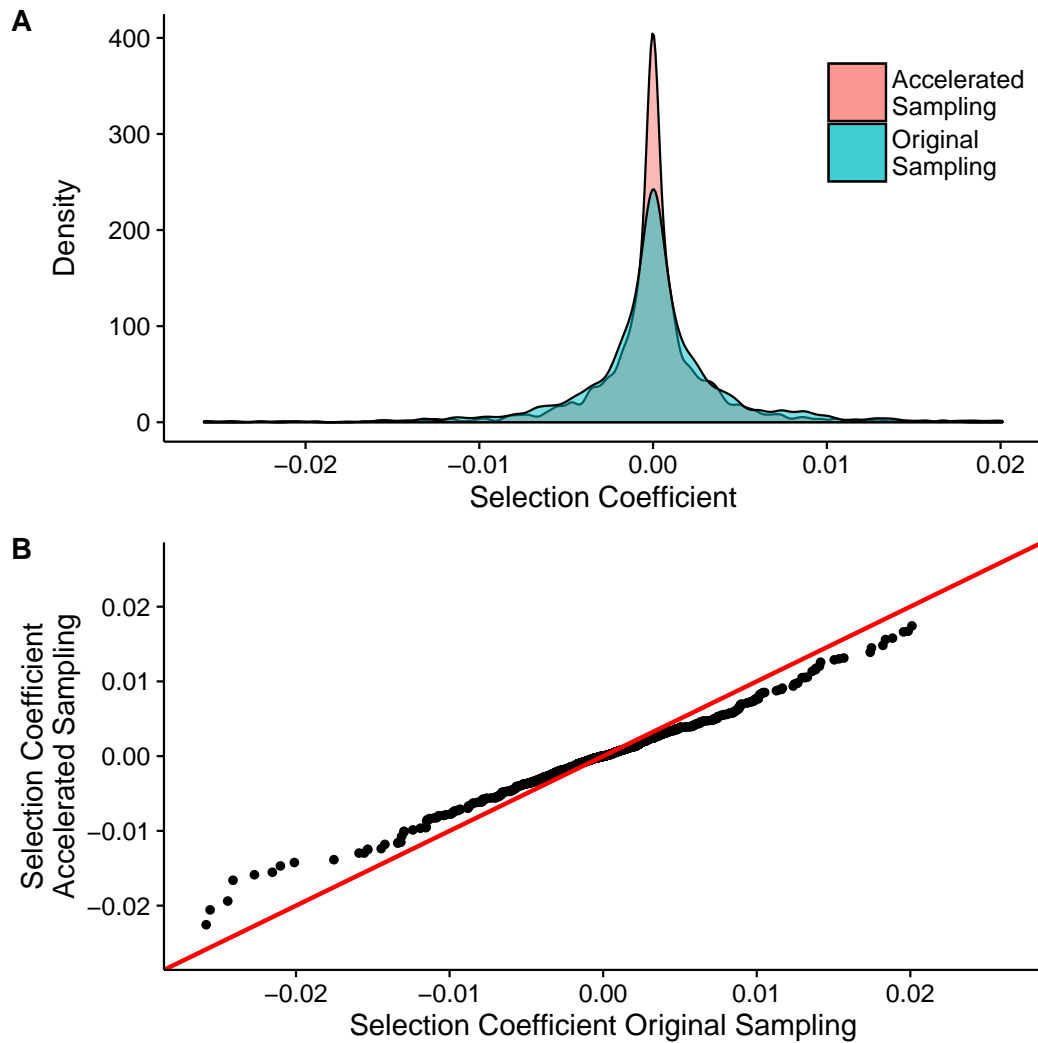 A
400
300
200
100
0
Density
Accelerated
Sampling
Original
Sampling
−0.02
−0.01
0.00
0.01
0.02
Selection Coefficient
B
0.02
0.01
0.00
−0.01
−0.02
Selection Coefficient
Accelerated Sampling
−0.02
−0.01
0.00
0.01
0.02
Selection Coefficient Original Sampling